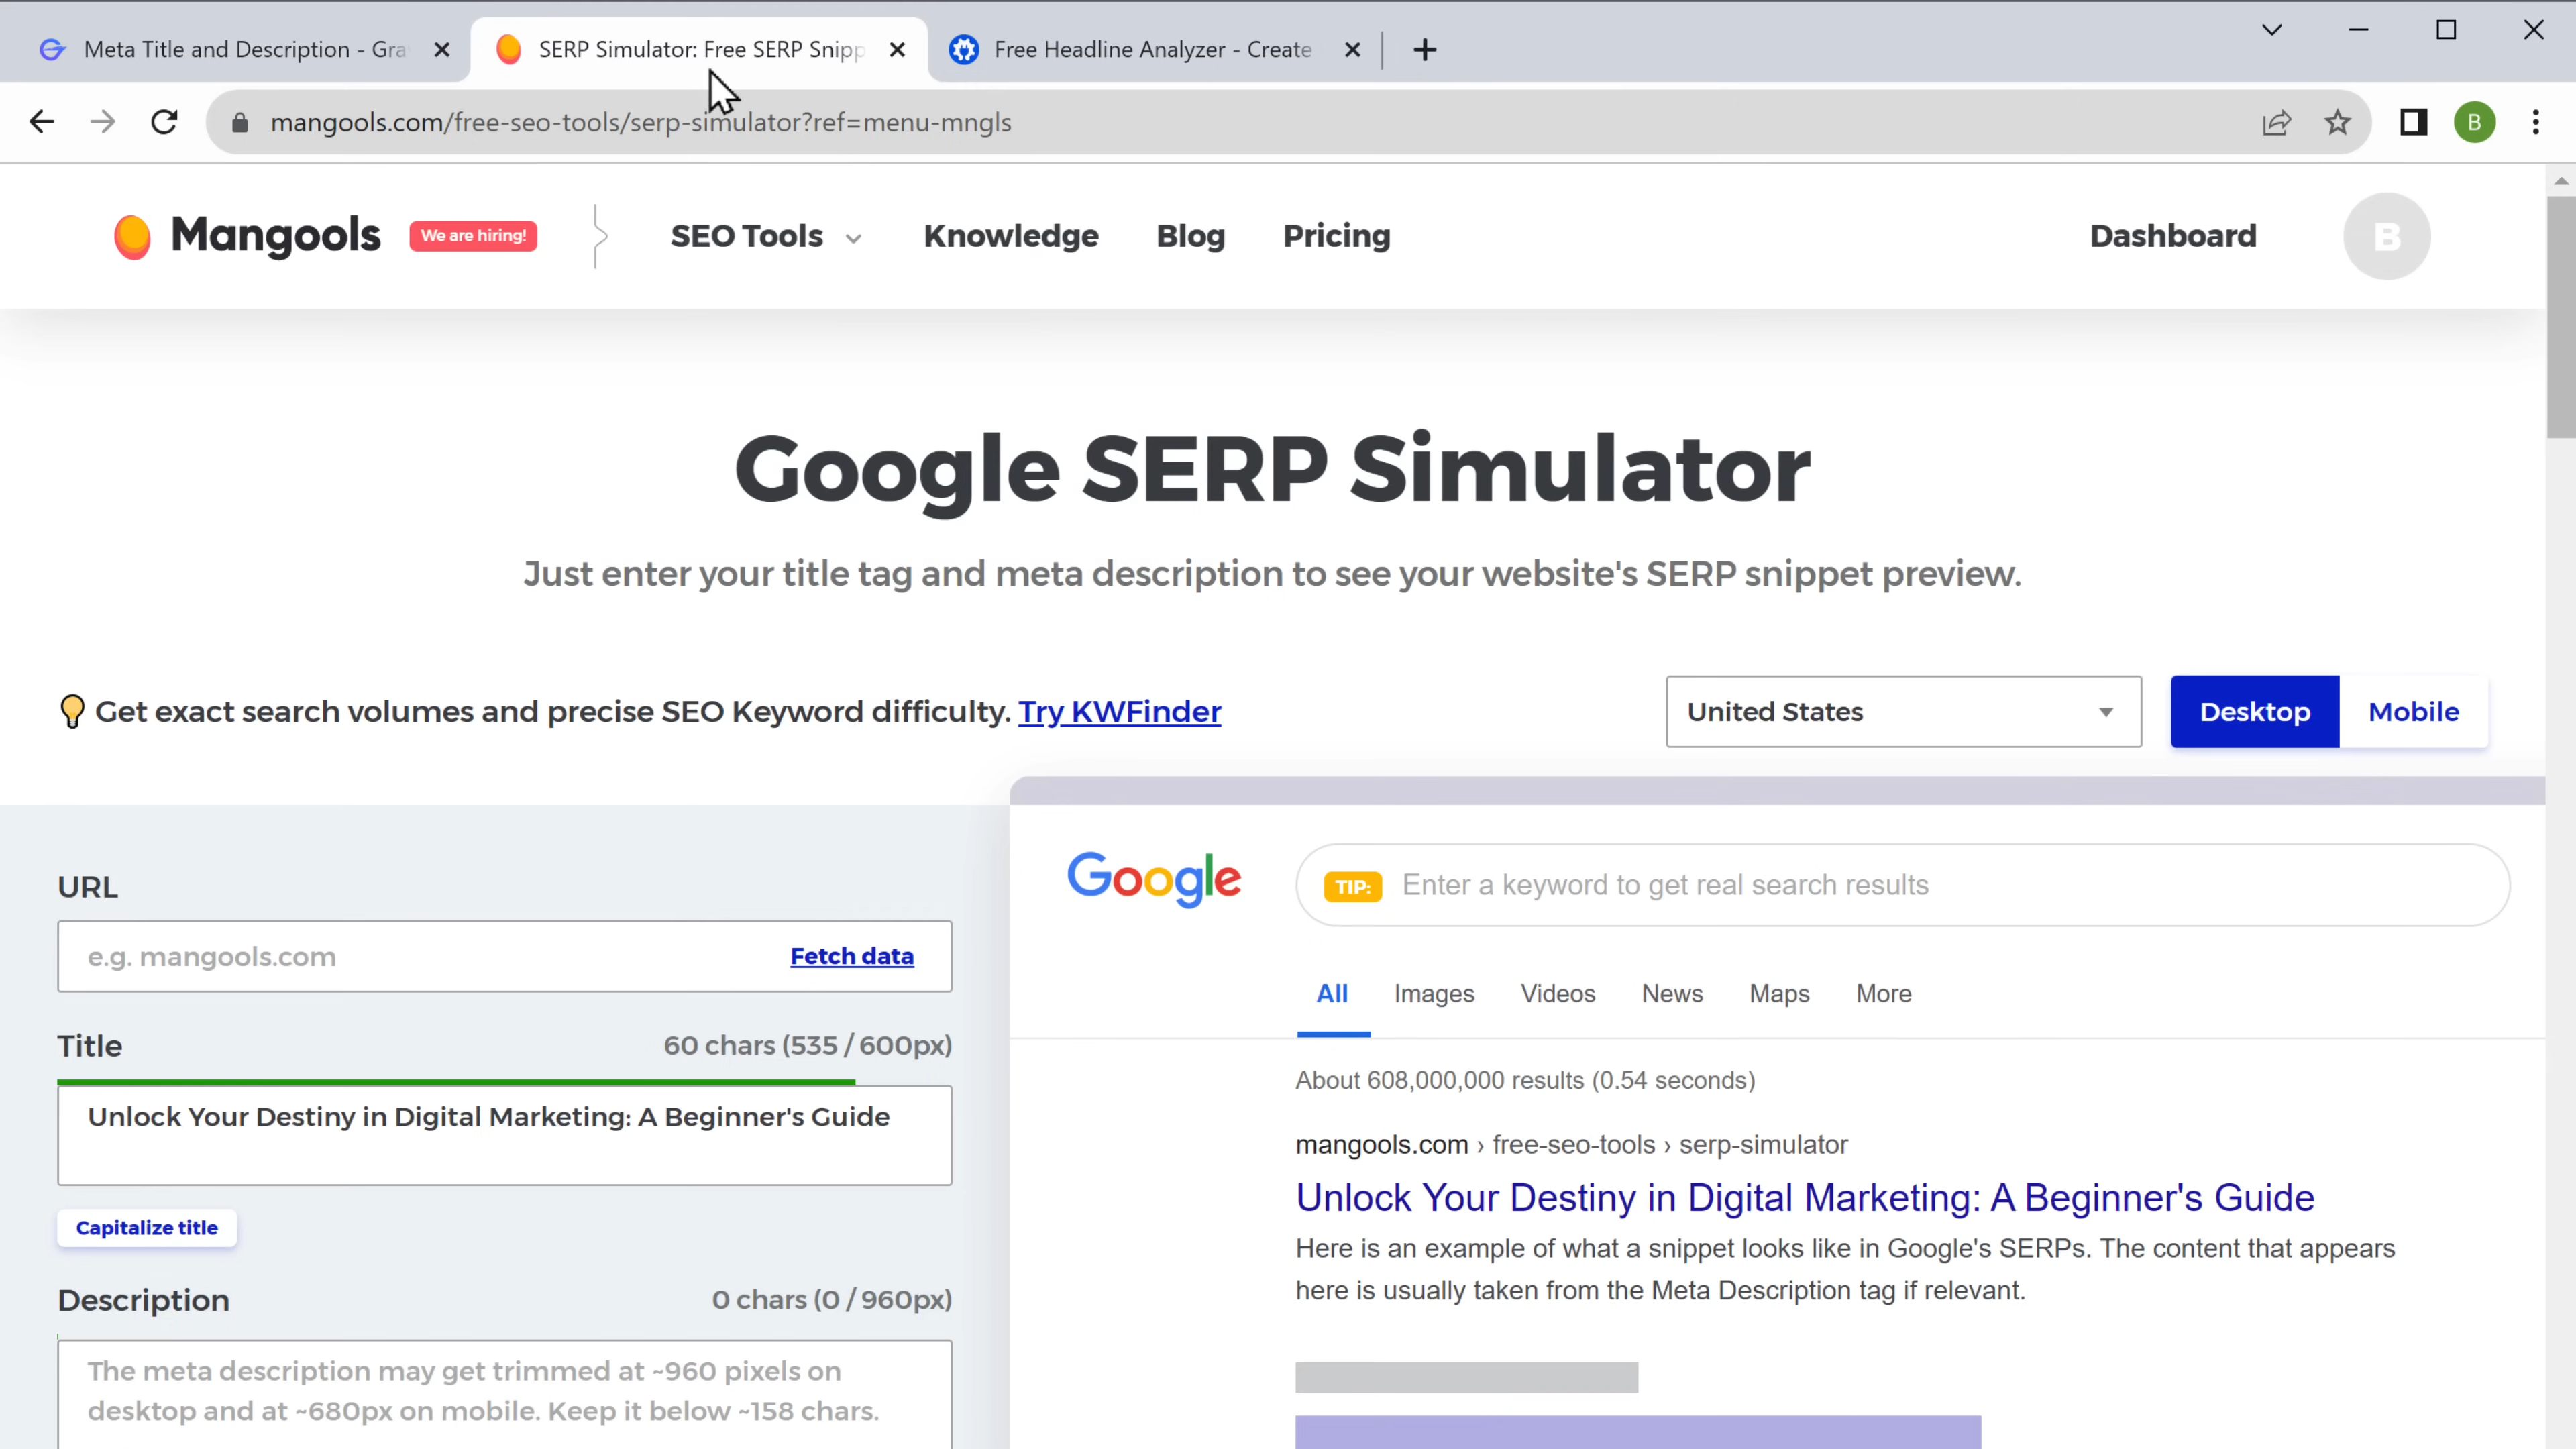 Meta Title and Description - Gra
SERP Simulator: Free SERP Snipp
Free Headline Analyzer - Create
mangools.com/free-seo-tools/serp-simulator?ref=menu-mngls
B
Mangools
We are hiring!
SEO Tools
Knowledge
Blog
Pricing
Dashboard
B
Google SERP Simulator
Just enter your title tag and meta description to see your website's SERP snippet preview.
Get exact search volumes and precise SEO Keyword difficulty. Try KWFinder
United States
Desktop
Mobile
URL
e.g. mangools.com
Fetch data
Title
60 chars (535 / 600px)
Unlock Your Destiny in Digital Marketing: A Beginner's Guide
Capitalize title
Description
0 chars (0 / 960px)
The meta description may get trimmed at ~960 pixels on
desktop and at ~680px on mobile. Keep it below ~158 chars.
Google
TIP:
Enter a keyword to get real search results
All
Images
Videos
News
Maps
More
About 608,000,000 results (0.54 seconds)
mangools.com › free-seo-tools › serp-simulator
Unlock Your Destiny in Digital Marketing: A Beginner's Guide
Here is an example of what a snippet looks like in Google's SERPs. The content that appears
here is usually taken from the Meta Description tag if relevant.